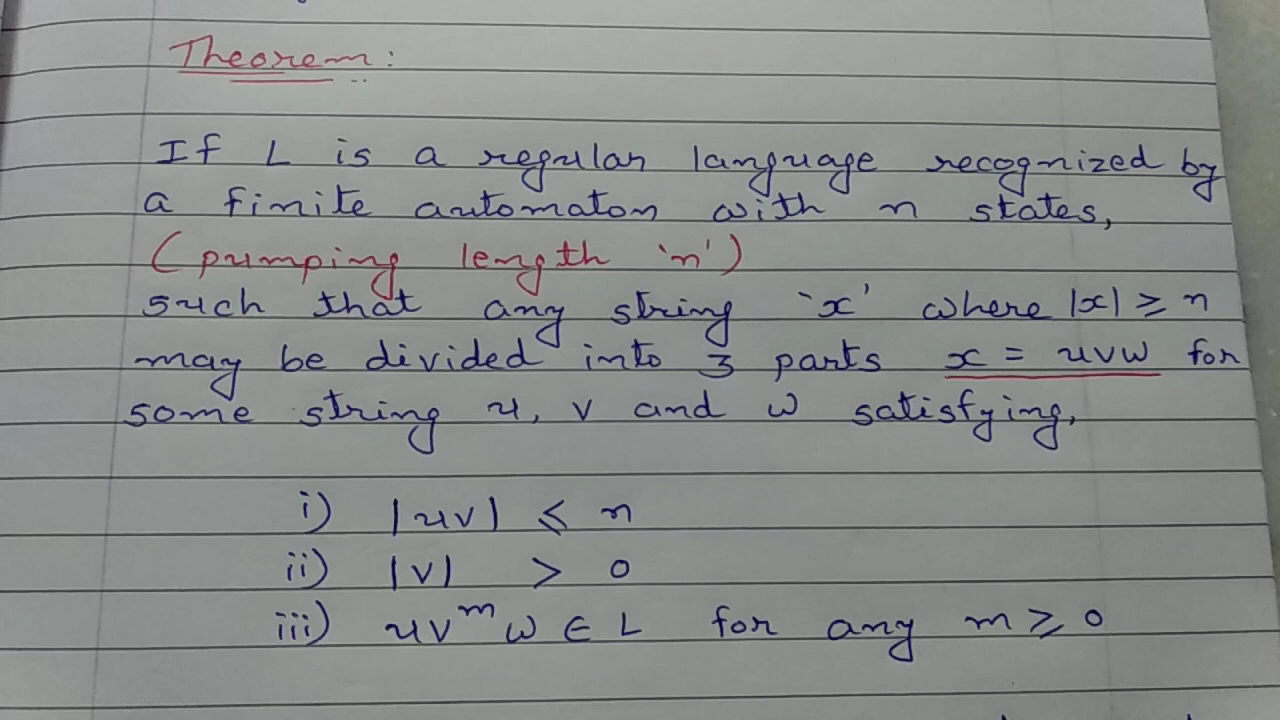 Theorem:
If L is a regular language recognized by
a finite automaton with n states,
(pumping length 'n')
such that any string 'x' where |x| ≥ n
may be divided into 3 parts x = uvw for
some string u, v and w satisfying,
i) |uv| ≤ n
ii) |v| > 0
iii) uvᵐw ∈ L for any m ≥ 0